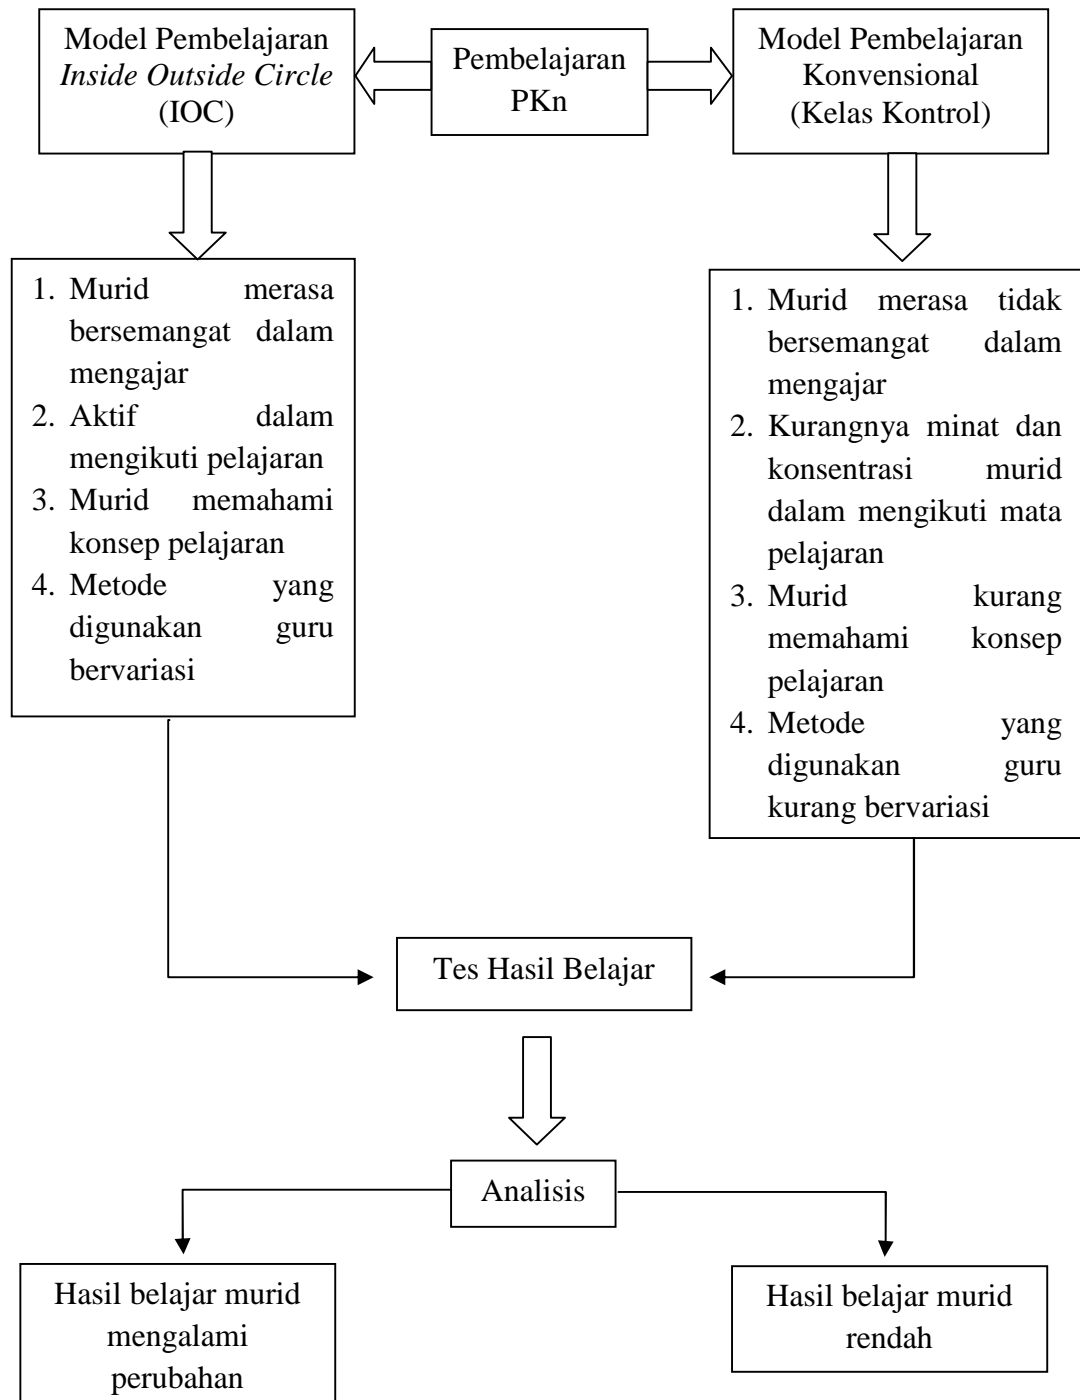 Model Pembelajaran
Inside Outside Circle
(IOC)
Pembelajaran
PKn
Model Pembelajaran
Konvensional
(Kelas Kontrol)
1. Murid merasa
bersemangat dalam
mengajar
2. Aktif dalam
mengikuti pelajaran
3. Murid memahami
konsep pelajaran
4. Metode yang
digunakan guru
bervariasi
1. Murid merasa tidak
bersemangat dalam
mengajar
2. Kurangnya minat dan
konsentrasi murid
dalam mengikuti mata
pelajaran
3. Murid kurang
memahami konsep
pelajaran
4. Metode yang
digunakan guru
kurang bervariasi
Tes Hasil Belajar
Analisis
Hasil belajar murid
mengalami
perubahan
Hasil belajar murid
rendah